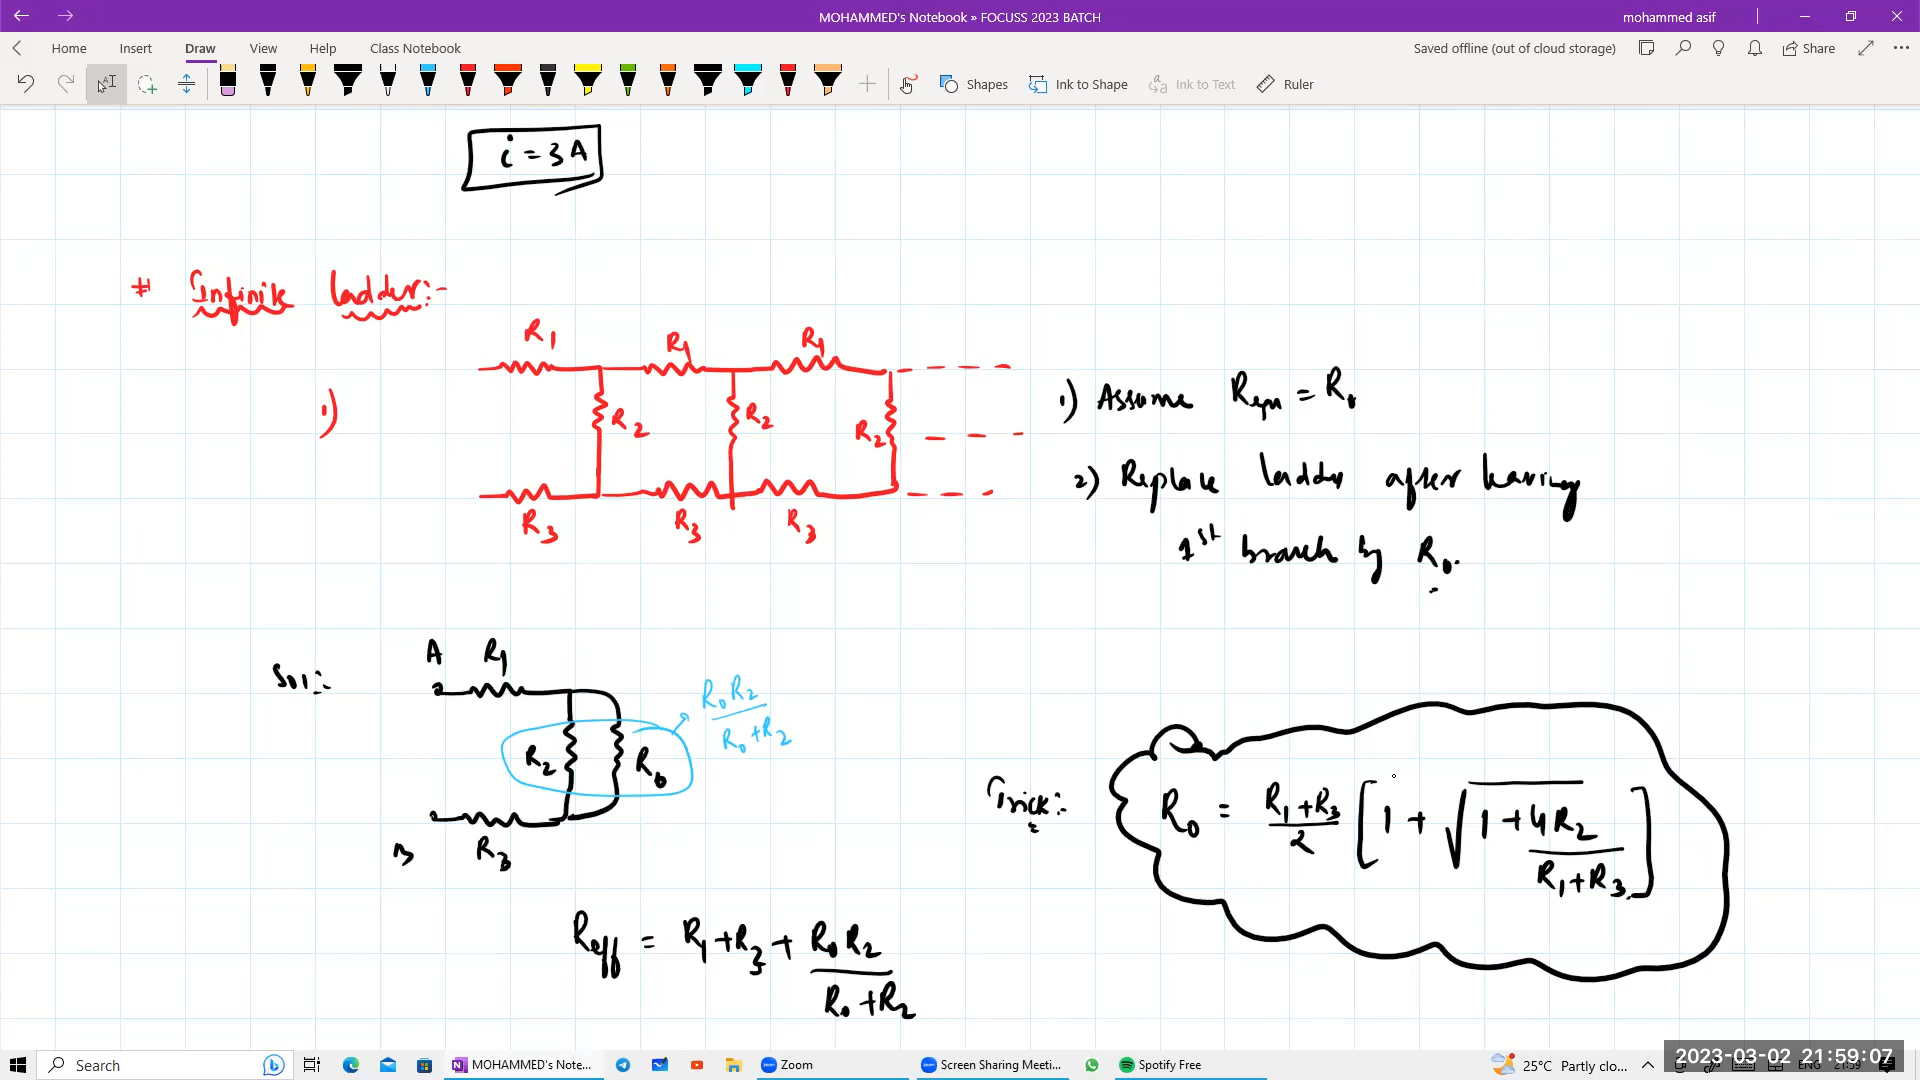 MOHAMMED's Notebook » FOCUSS 2023 BATCH
mohammed asif
Home Insert Draw View Help Class Notebook
Saved offline (out of cloud storage)
Share
Shapes
Ink to Shape
Ink to Text
Ruler
i = 3 A
# Infinite ladder:-
R1 R1 R1
1)
R2 R2 R2
R3 R3 R3
1) Assume Reqn = R0
2) Replace ladder after leaving
1st branch by R0.
Sol:-
A R1
R2 R0
B R3
R0R2 / R0+R2
Reff = R1+R3 + R0R2 / R0+R2
Trick:-
R0 = R1+R3 / 2 [ 1 + √1+4R2 / R1+R3 ]
Search
MOHAMMED's Note...
Zoom
Screen Sharing Meeti...
Spotify Free
25°C Partly clo...
ENG
2023-03-02 21:59:07